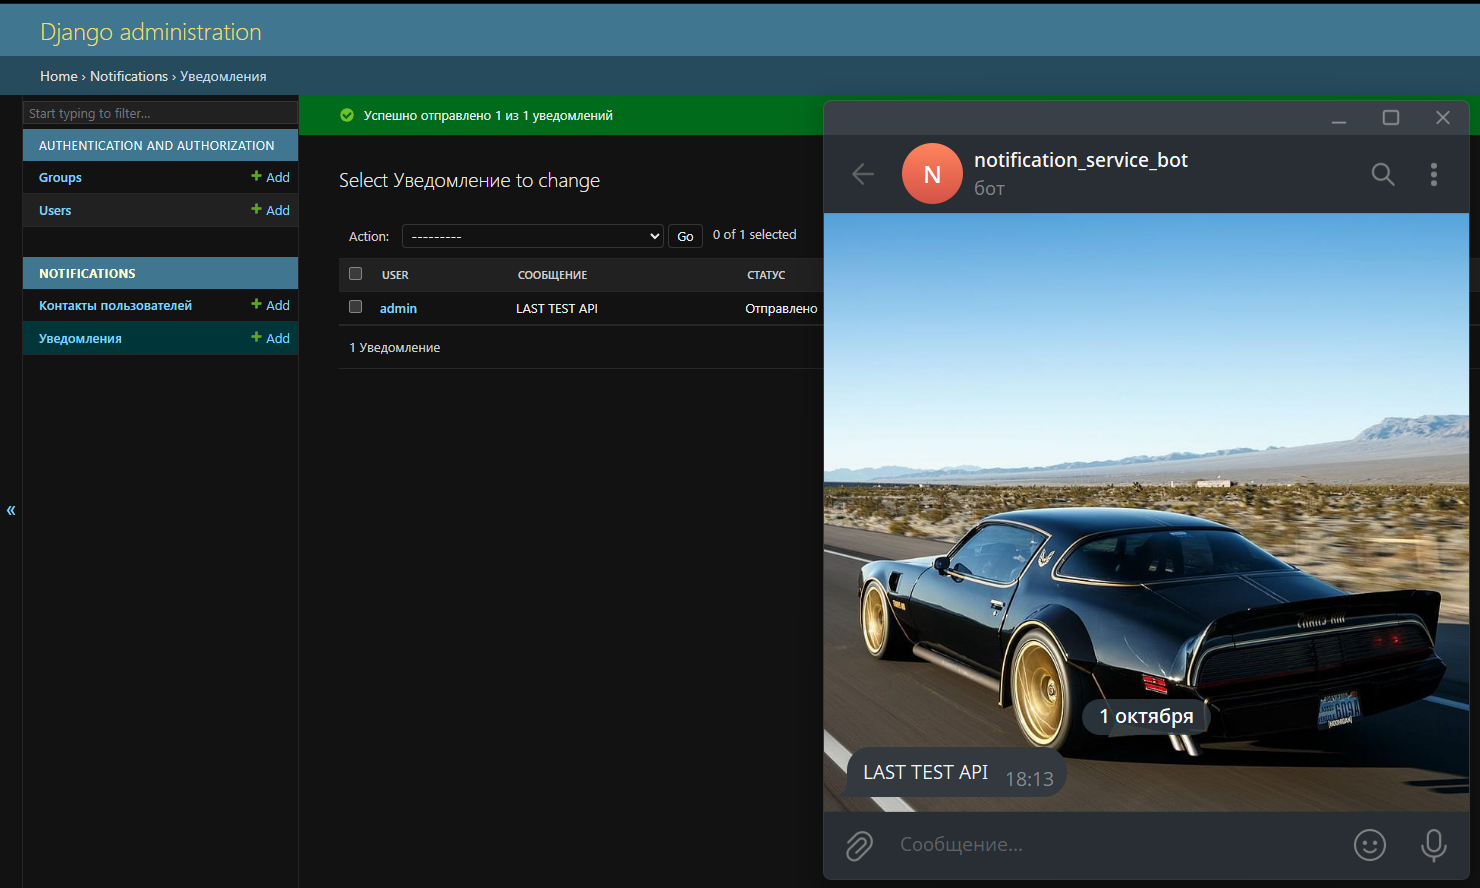 Django administration
Home › Notifications › Уведомления
Start typing to filter...
AUTHENTICATION AND AUTHORIZATION
Groups + Add
Users + Add
NOTIFICATIONS
Контакты пользователей + Add
Уведомления + Add
«
Успешно отправлено 1 из 1 уведомлений
Select Уведомление to change
Action: --------- Go 0 of 1 selected
USER СООБЩЕНИЕ СТАТУС
admin LAST TEST API Отправлено
1 Уведомление
N
notification_service_bot
бот
1 октября
LAST TEST API 18:13
Сообщение...